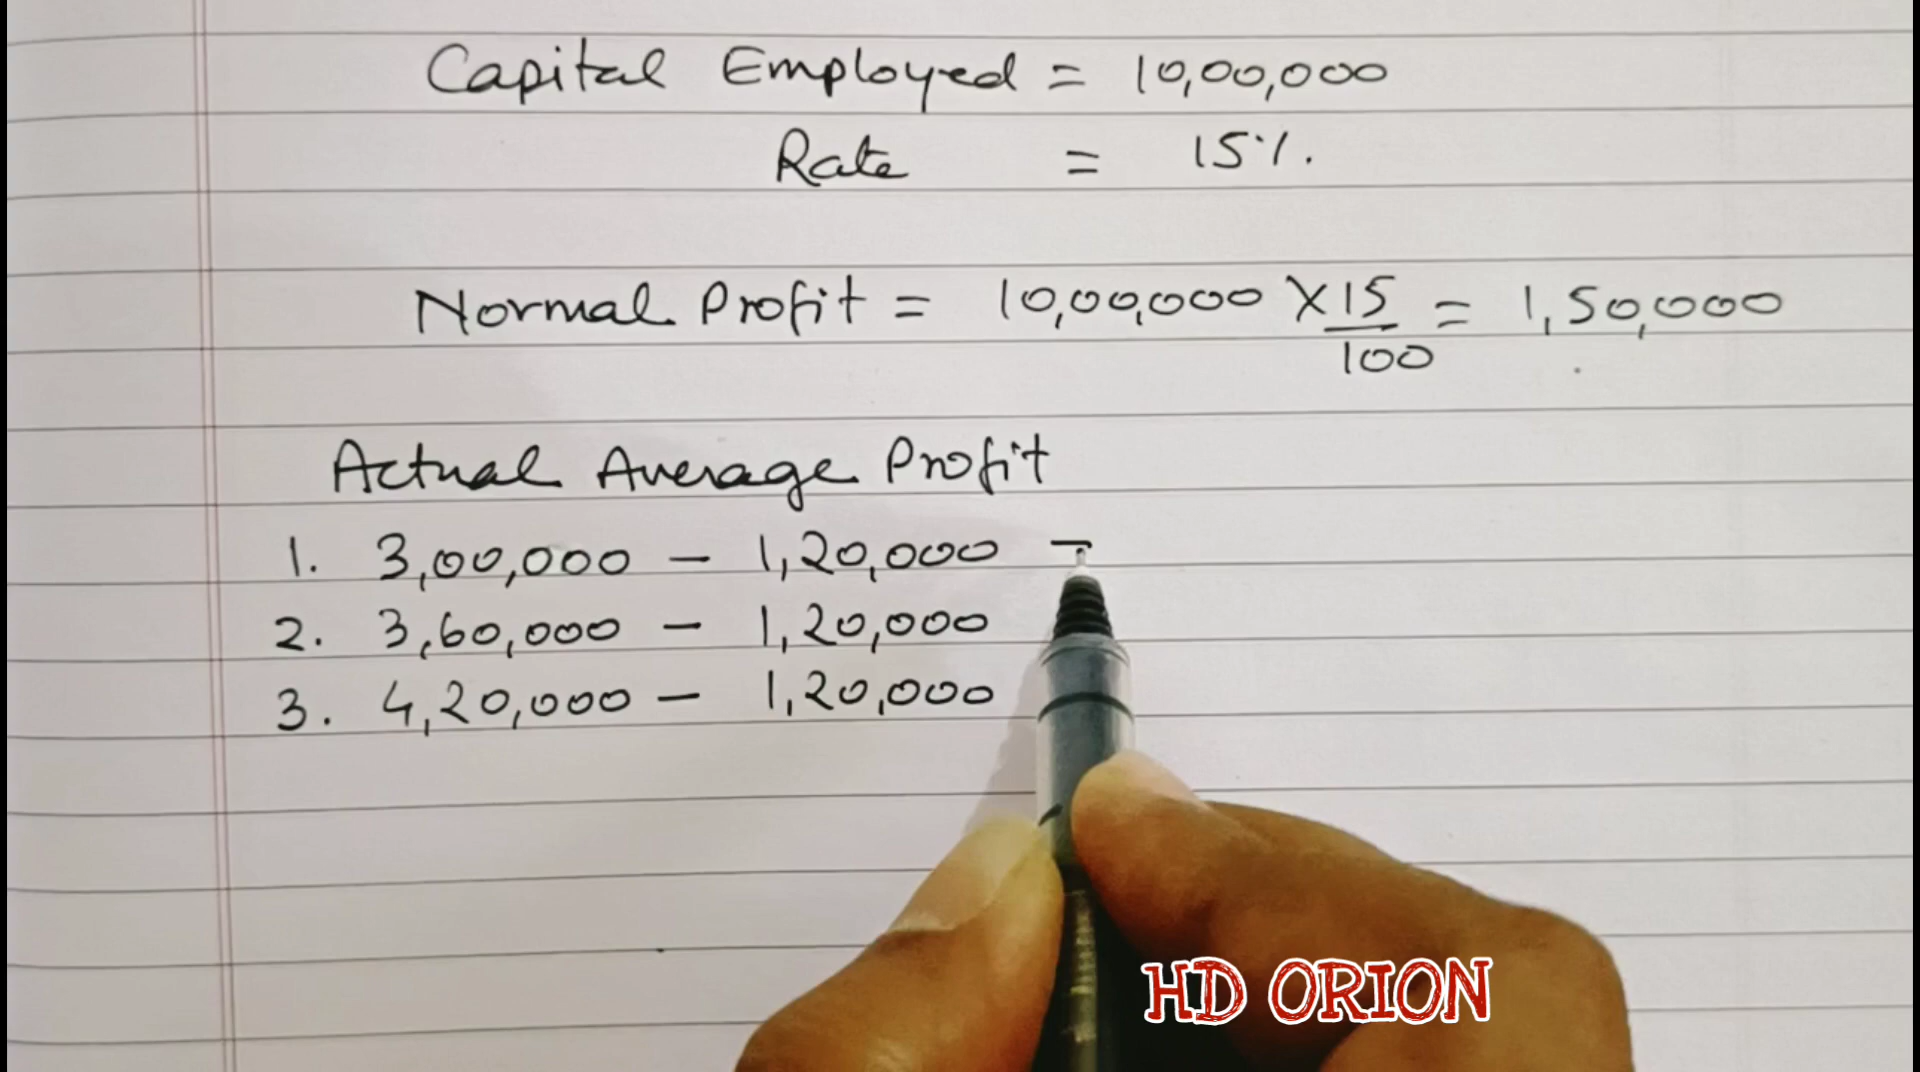 Capital Employed = 10,00,000
Rate = 15%.
Normal Profit = 10,00,000 X 15/100 = 1,50,000
Actual Average Profit
1. 3,00,000 - 1,20,000 =
2. 3,60,000 - 1,20,000
3. 4,20,000 - 1,20,000
HD ORION